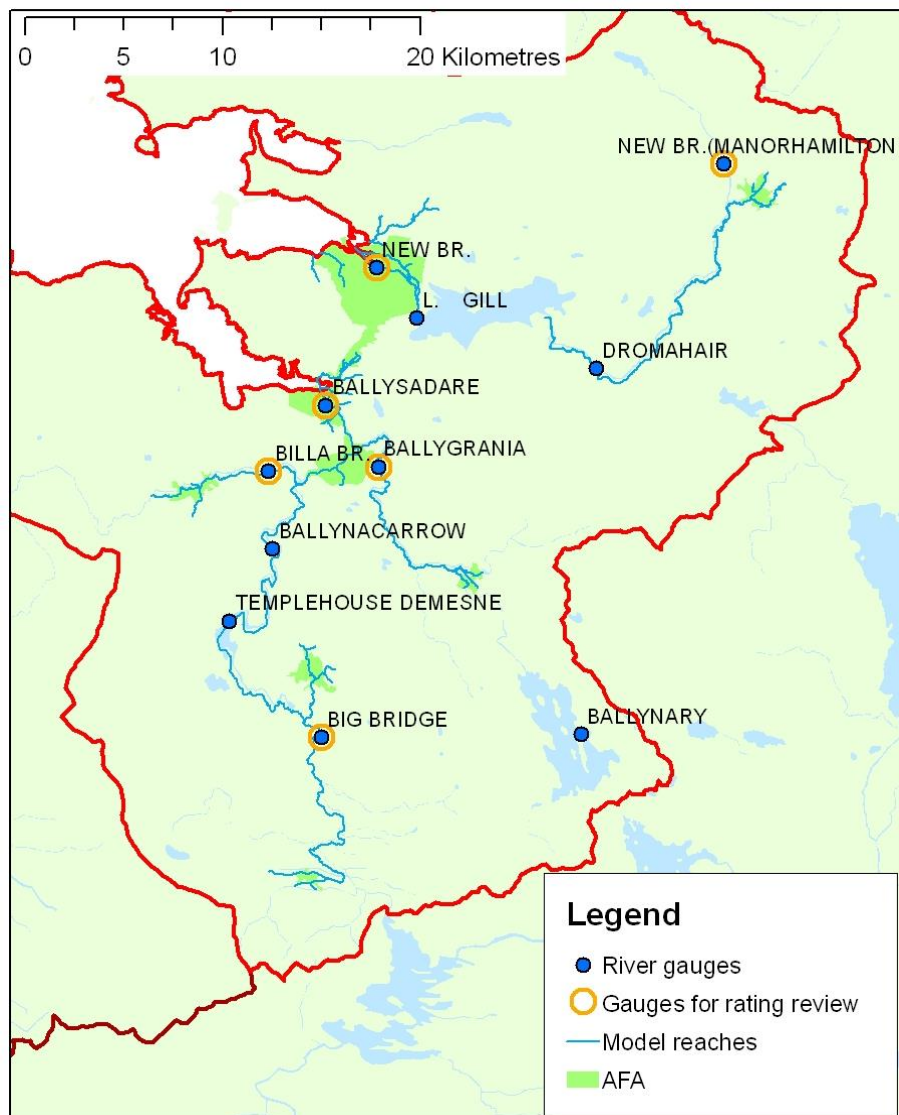 0 5 10 20 Kilometres
NEW BR.(MANORHAMILTON
NEW BR.
L. GILL
DROMAHAIR
BALLYSADARE
BILLA BR.
BALLYGRANIA
BALLYNACARROW
TEMPLEHOUSE DEMESNE
BIG BRIDGE
BALLYNARY
Legend
River gauges
Gauges for rating review
Model reaches
AFA